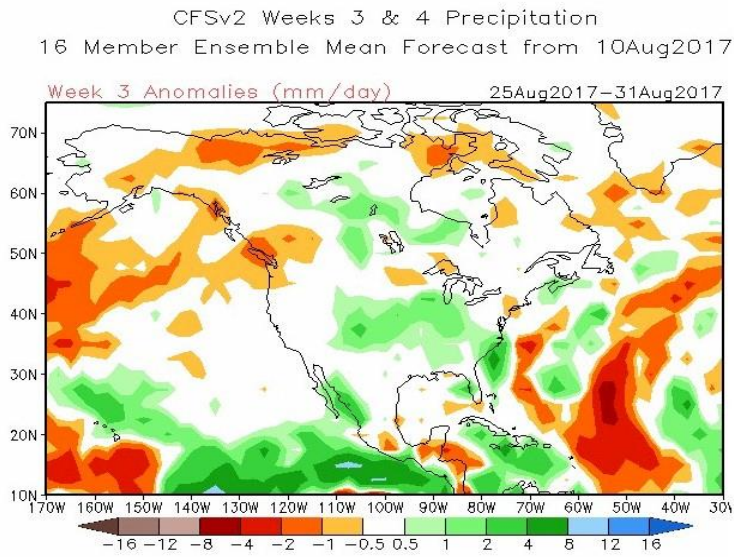 CFSv2 Weeks 3 & 4 Precipitation
16 Member Ensemble Mean Forecast from 10Aug2017
Week 3 Anomalies (mm/day) 25Aug2017-31Aug2017
70N
60N
50N
40N
30N
20N
10N
170W 160W 150W 140W 130W 120W 110W 100W 90W 80W 70W 60W 50W 40W 30W
-16 -12 -8 -4 -2 -1 -0.5 0.5 1 2 4 8 12 16